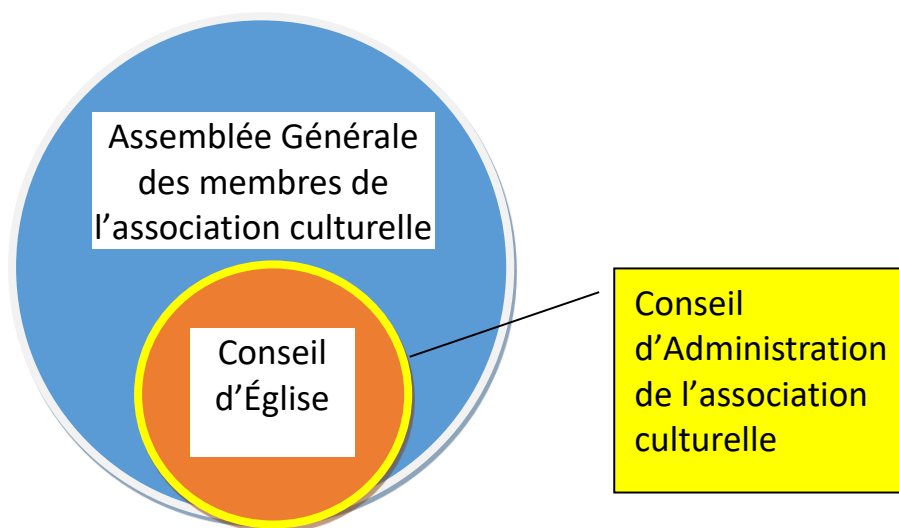 Assemblée Générale
des membres de
l’association culturelle
Conseil
d’Église
Conseil
d’Administration
de l’association
culturelle